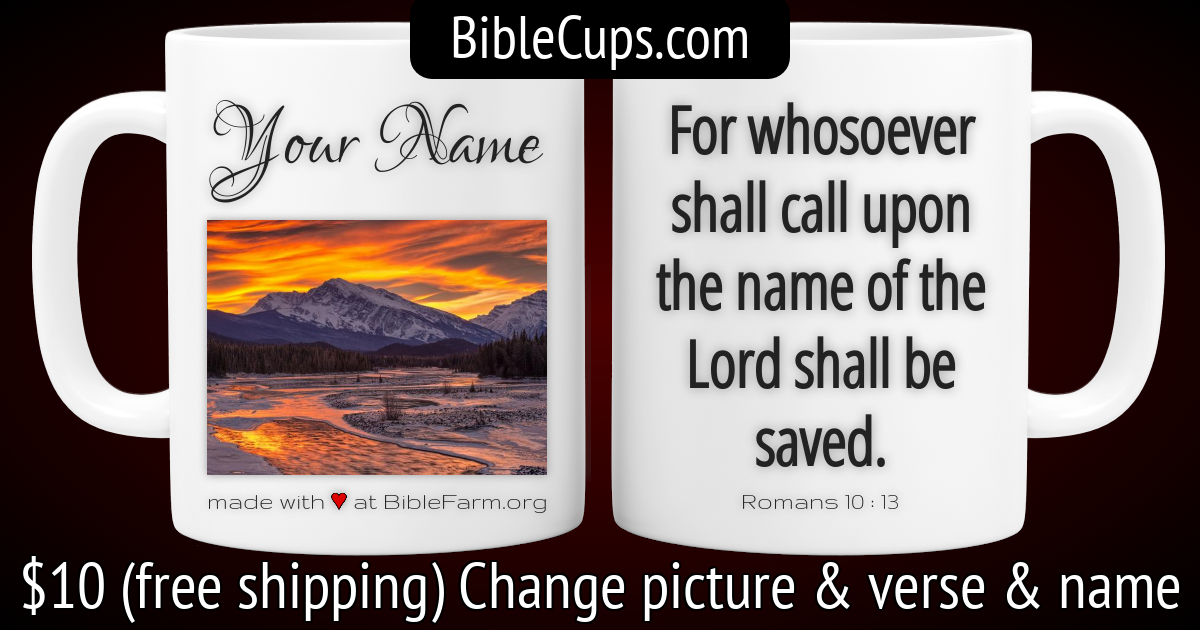 BibleCups.com
Your Name
made with ♥ at BibleFarm.org
For whosoever
shall call upon
the name of the
Lord shall be
saved.
Romans 10 : 13
$10 (free shipping) Change picture & verse & name